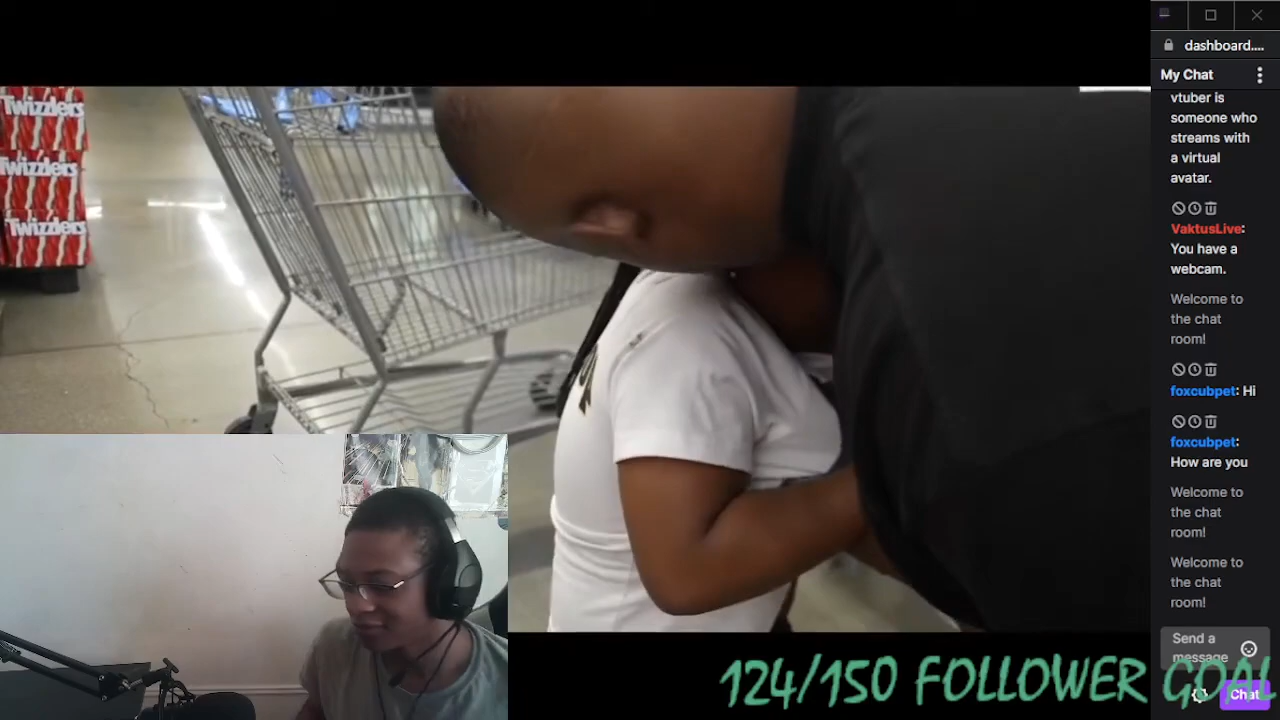 dashboard....
My Chat
vtuber is
someone who
streams with
a virtual
avatar.
VaktusLive:
You have a
webcam.
Welcome to
the chat
room!
foxcubpet: Hi
foxcubpet:
How are you
Welcome to
the chat
room!
Welcome to
the chat
room!
Send a
message
Chat
Twizzlers
Twizzlers
Twizzlers
124/150 FOLLOWER GOAL